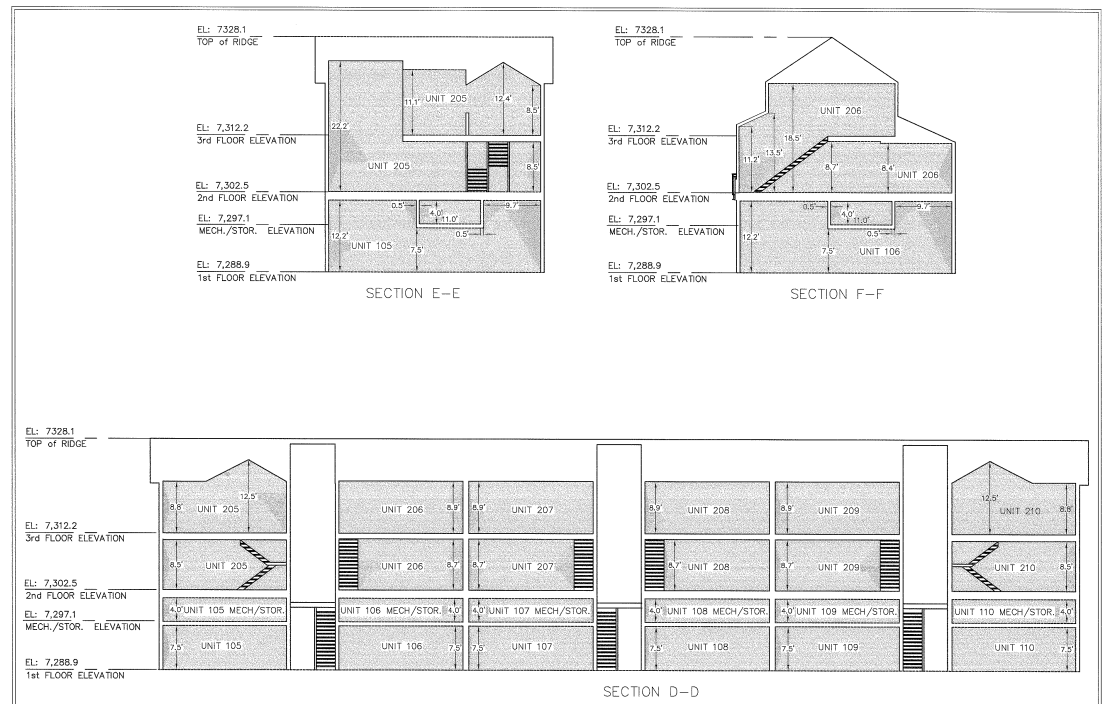 EL: 7328.1
TOP of RIDGE
EL: 7,312.2
3rd FLOOR ELEVATION
EL: 7,302.5
2nd FLOOR ELEVATION
EL: 7,297.1
MECH./STOR. ELEVATION
EL: 7,288.9
1st FLOOR ELEVATION
22.2'
11.1'
UNIT 205
12.4'
8.5'
UNIT 205
8.5'
0.5'
4.0'
11.0'
9.7'
0.5'
12.2'
UNIT 105
7.5'
SECTION E-E
EL: 7328.1
TOP of RIDGE
EL: 7,312.2
3rd FLOOR ELEVATION
EL: 7,302.5
2nd FLOOR ELEVATION
EL: 7,297.1
MECH./STOR. ELEVATION
EL: 7,288.9
1st FLOOR ELEVATION
UNIT 206
18.5'
13.5'
11.2'
8.7'
8.4'
UNIT 206
0.5'
4.0'
11.0'
9.7'
0.5'
12.2'
7.5'
UNIT 106
SECTION F-F
EL: 7328.1
TOP of RIDGE
EL: 7,312.2
3rd FLOOR ELEVATION
EL: 7,302.5
2nd FLOOR ELEVATION
EL: 7,297.1
MECH./STOR. ELEVATION
EL: 7,288.9
1st FLOOR ELEVATION
12.5'
8.8' UNIT 205
UNIT 206 8.9'
UNIT 207
8.9'
8.9' UNIT 208
8.9' UNIT 209
12.5'
UNIT 210 8.8'
8.5' UNIT 205
UNIT 206 8.7'
8.7' UNIT 207
8.7' UNIT 208
8.7' UNIT 209
UNIT 210 8.5'
4.0' UNIT 105 MECH/STOR.
UNIT 106 MECH/STOR. 4.0'
4.0' UNIT 107 MECH/STOR.
4.0' UNIT 108 MECH/STOR.
4.0' UNIT 109 MECH/STOR.
UNIT 110 MECH/STOR. 4.0'
7.5' UNIT 105
UNIT 106 7.5'
7.5' UNIT 107
7.5' UNIT 108
7.5' UNIT 109
UNIT 110 7.5'
SECTION D-D